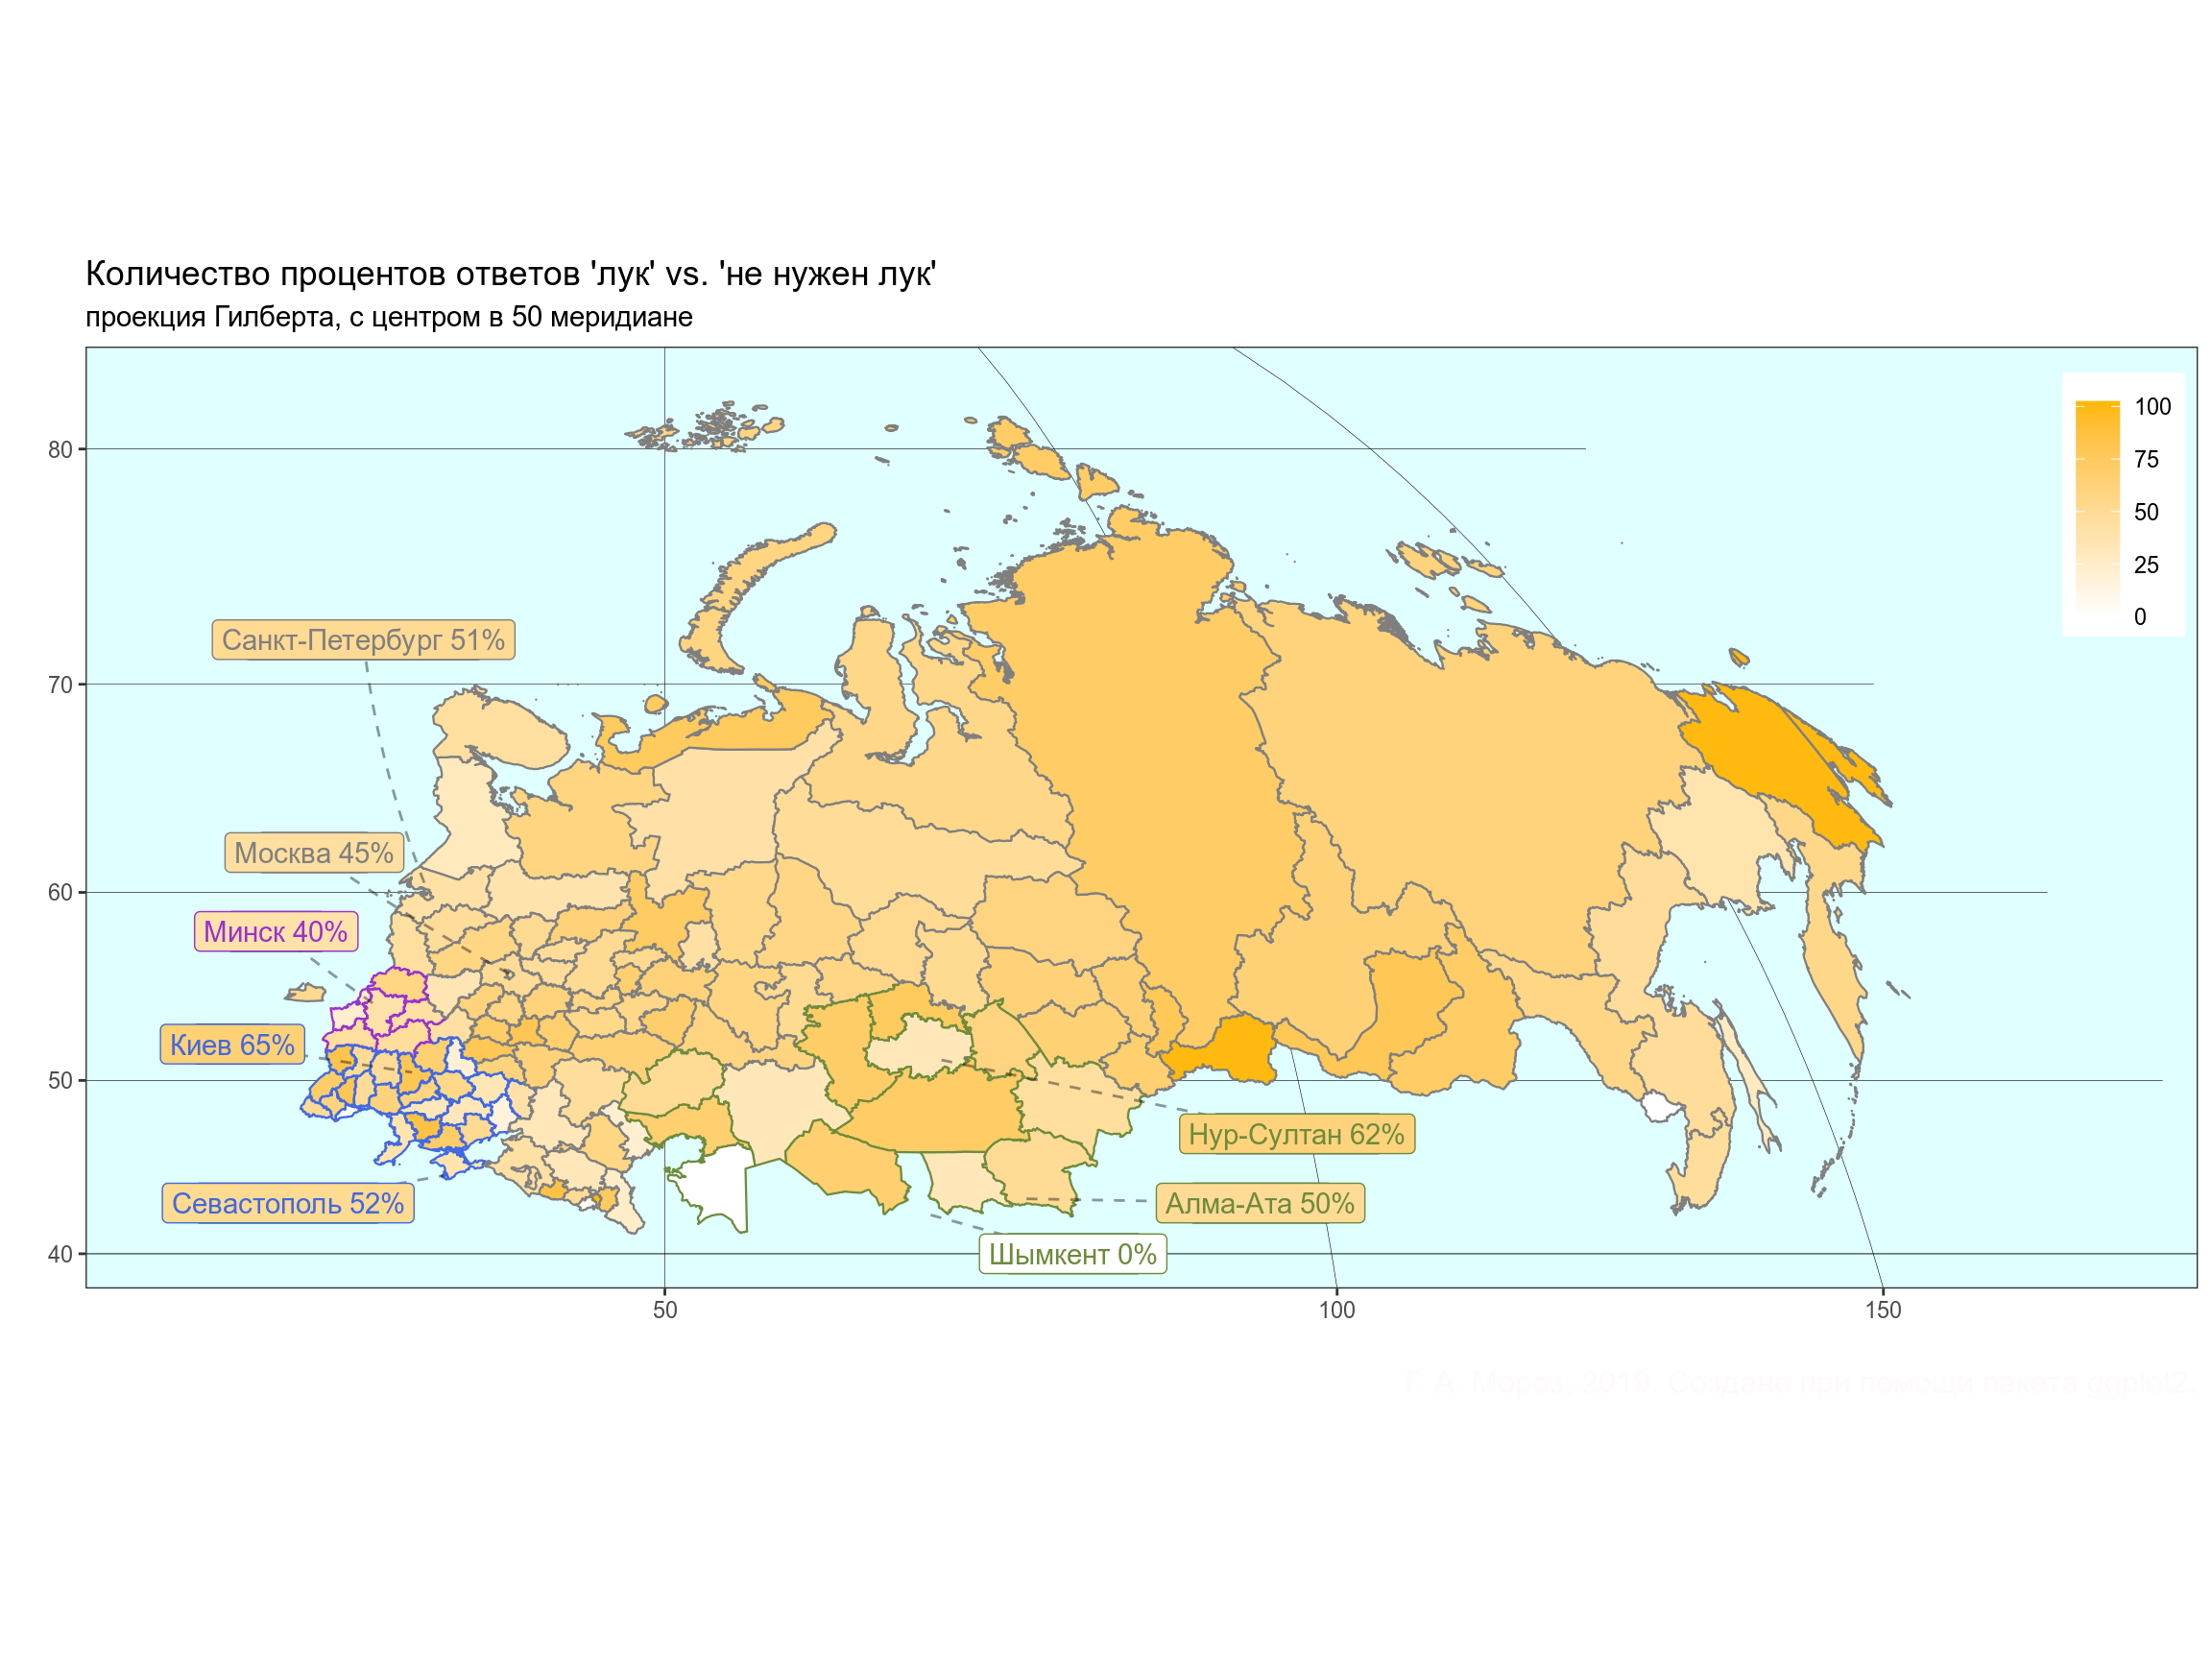 Количество процентов ответов 'лук' vs. 'не нужен лук'
проекция Гилберта, с центром в 50 меридиане
100
75
50
25
0
80
70
60
50
40
Санкт-Петербург 51%
Москва 45%
Минск 40%
Киев 65%
Севастополь 52%
Нур-Султан 62%
Алма-Ата 50%
Шымкент 0%
50
100
150
Г. А. Мороз, 2019. Создано при помощи пакета ggplot2.